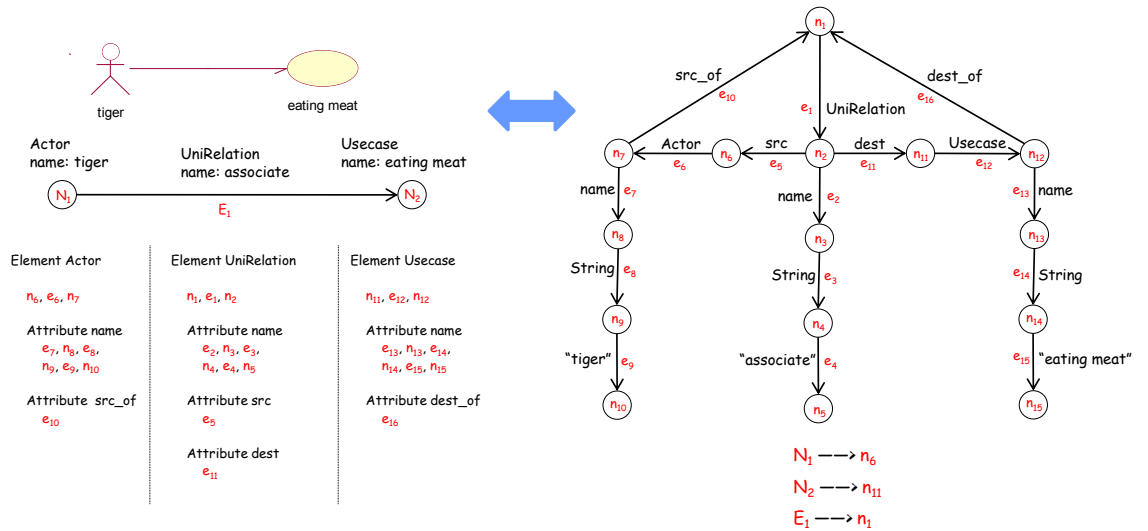 tiger
eating meat
Actor
name: tiger
UniRelation
name: associate
Usecase
name: eating meat
N1
E1
N2
Element Actor
n6, e6, n7
Attribute name
e7, n8, e8,
n9, e9, n10
Attribute src_of
e10
Element UniRelation
n1, e1, n2
Attribute name
e2, n3, e3,
n4, e4, n5
Attribute src
e5
Attribute dest
e11
Element Usecase
n11, e12, n12
Attribute name
e13, n13, e14,
n14, e15, n15
Attribute dest_of
e16
n1
src_of
e10
dest_of
e16
e1
UniRelation
n7
Actor
e6
n6
src
e5
n2
dest
e11
n11
Usecase
e12
n12
name
e7
name
e2
e13
name
n8
n3
n13
String
e8
String
e3
e14
String
n9
n4
n14
“tiger”
e9
“associate”
e4
e15
“eating meat”
n10
n5
n15
N1 ——> n6
N2 ——> n11
E1 ——> n1